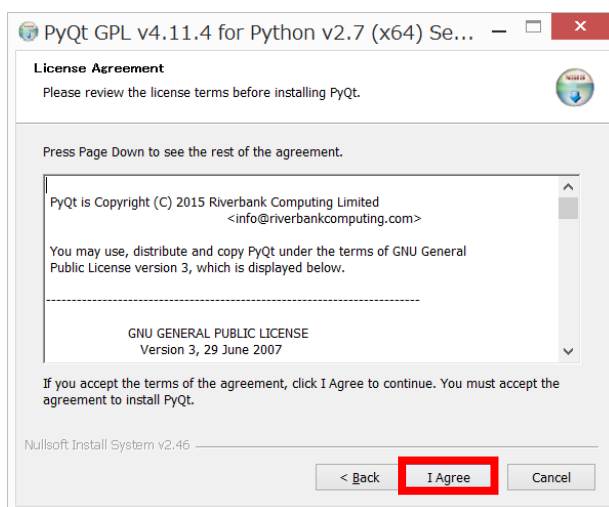 PyQt GPL v4.11.4 for Python v2.7 (x64) Se...
License Agreement
Please review the license terms before installing PyQt.
Press Page Down to see the rest of the agreement.
PyQt is Copyright (C) 2015 Riverbank Computing Limited
<info@riverbankcomputing.com>
You may use, distribute and copy PyQt under the terms of GNU General
Public License version 3, which is displayed below.
-------------------------------------------------------------------------
GNU GENERAL PUBLIC LICENSE
Version 3, 29 June 2007
If you accept the terms of the agreement, click I Agree to continue. You must accept the
agreement to install PyQt.
Nullsoft Install System v2.46
< Back I Agree Cancel